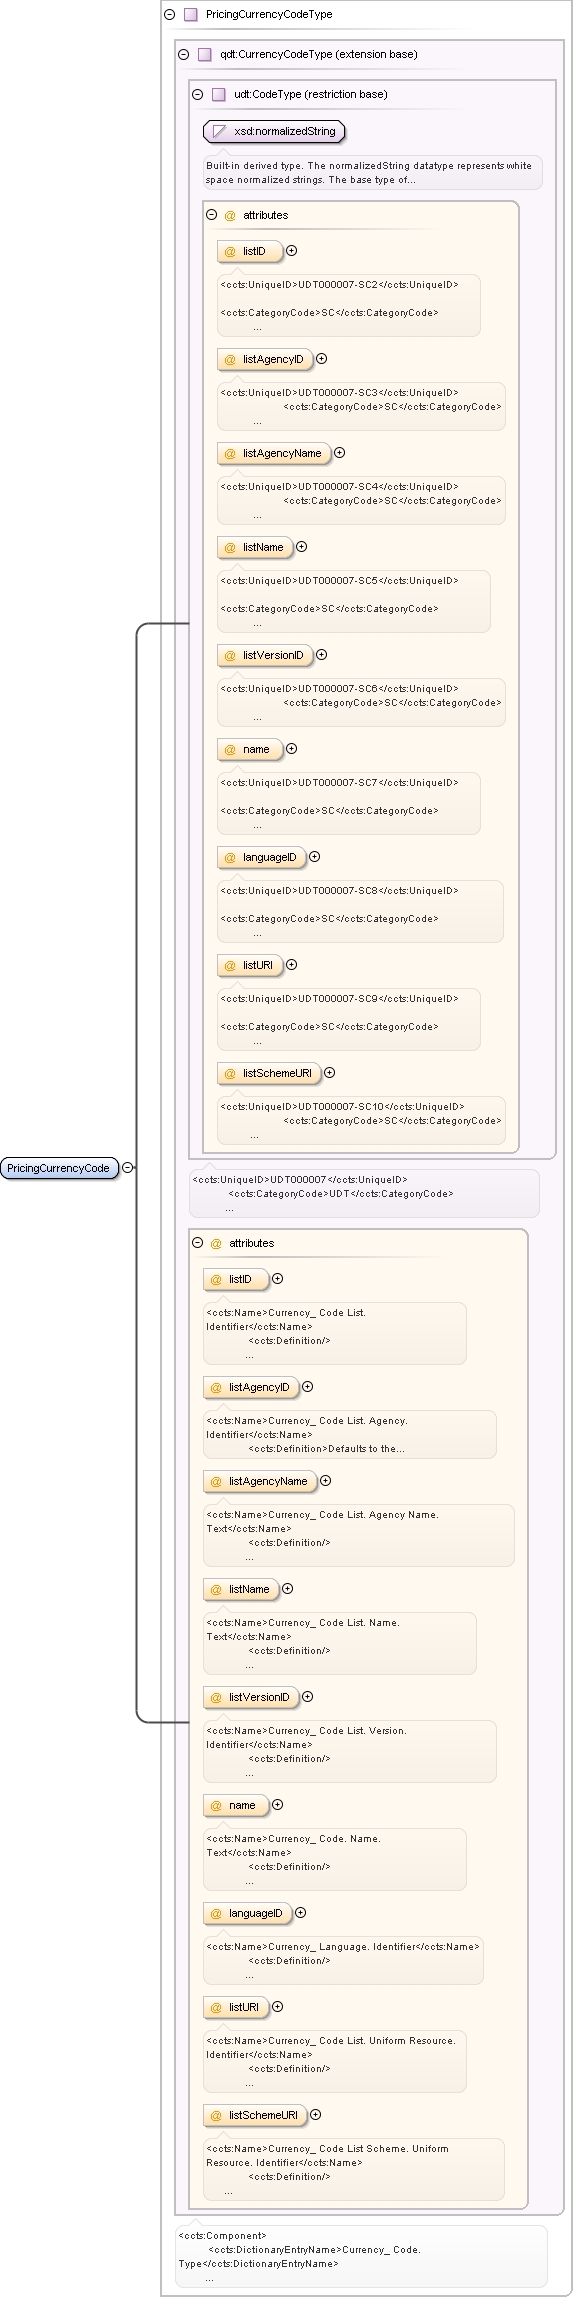 PricingCurrencyCodeType
qdt:CurrencyCodeType (extension base)
udt:CodeType (restriction base)
xsd:normalizedString
Built-in derived type. The normalizedString datatype represents white
space normalized strings. The base type of...
@ attributes
@ listID
<ccts:UniqueID>UDT000007-SC2</ccts:UniqueID>
<ccts:CategoryCode>SC</ccts:CategoryCode>
...
@ listAgencyID
<ccts:UniqueID>UDT000007-SC3</ccts:UniqueID>
<ccts:CategoryCode>SC</ccts:CategoryCode>
...
@ listAgencyName
<ccts:UniqueID>UDT000007-SC4</ccts:UniqueID>
<ccts:CategoryCode>SC</ccts:CategoryCode>
...
@ listName
<ccts:UniqueID>UDT000007-SC5</ccts:UniqueID>
<ccts:CategoryCode>SC</ccts:CategoryCode>
...
@ listVersionID
<ccts:UniqueID>UDT000007-SC6</ccts:UniqueID>
<ccts:CategoryCode>SC</ccts:CategoryCode>
...
@ name
<ccts:UniqueID>UDT000007-SC7</ccts:UniqueID>
<ccts:CategoryCode>SC</ccts:CategoryCode>
...
@ languageID
<ccts:UniqueID>UDT000007-SC8</ccts:UniqueID>
<ccts:CategoryCode>SC</ccts:CategoryCode>
...
@ listURI
<ccts:UniqueID>UDT000007-SC9</ccts:UniqueID>
<ccts:CategoryCode>SC</ccts:CategoryCode>
...
@ listSchemeURI
<ccts:UniqueID>UDT000007-SC10</ccts:UniqueID>
<ccts:CategoryCode>SC</ccts:CategoryCode>
...
PricingCurrencyCode
<ccts:UniqueID>UDT000007</ccts:UniqueID>
<ccts:CategoryCode>UDT</ccts:CategoryCode>
...
@ attributes
@ listID
<ccts:Name>Currency_ Code List.
Identifier</ccts:Name>
<ccts:Definition/>
...
@ listAgencyID
<ccts:Name>Currency_ Code List. Agency.
Identifier</ccts:Name>
<ccts:Definition>Defaults to the...
@ listAgencyName
<ccts:Name>Currency_ Code List. Agency Name.
Text</ccts:Name>
<ccts:Definition/>
...
@ listName
<ccts:Name>Currency_ Code List. Name.
Text</ccts:Name>
<ccts:Definition/>
...
@ listVersionID
<ccts:Name>Currency_ Code List. Version.
Identifier</ccts:Name>
<ccts:Definition/>
...
@ name
<ccts:Name>Currency_ Code. Name.
Text</ccts:Name>
<ccts:Definition/>
...
@ languageID
<ccts:Name>Currency_ Language. Identifier</ccts:Name>
<ccts:Definition/>
...
@ listURI
<ccts:Name>Currency_ Code List. Uniform Resource.
Identifier</ccts:Name>
<ccts:Definition/>
...
@ listSchemeURI
<ccts:Name>Currency_ Code List Scheme. Uniform
Resource. Identifier</ccts:Name>
<ccts:Definition/>
...
<ccts:Component>
<ccts:DictionaryEntryName>Currency_ Code.
Type</ccts:DictionaryEntryName>
...